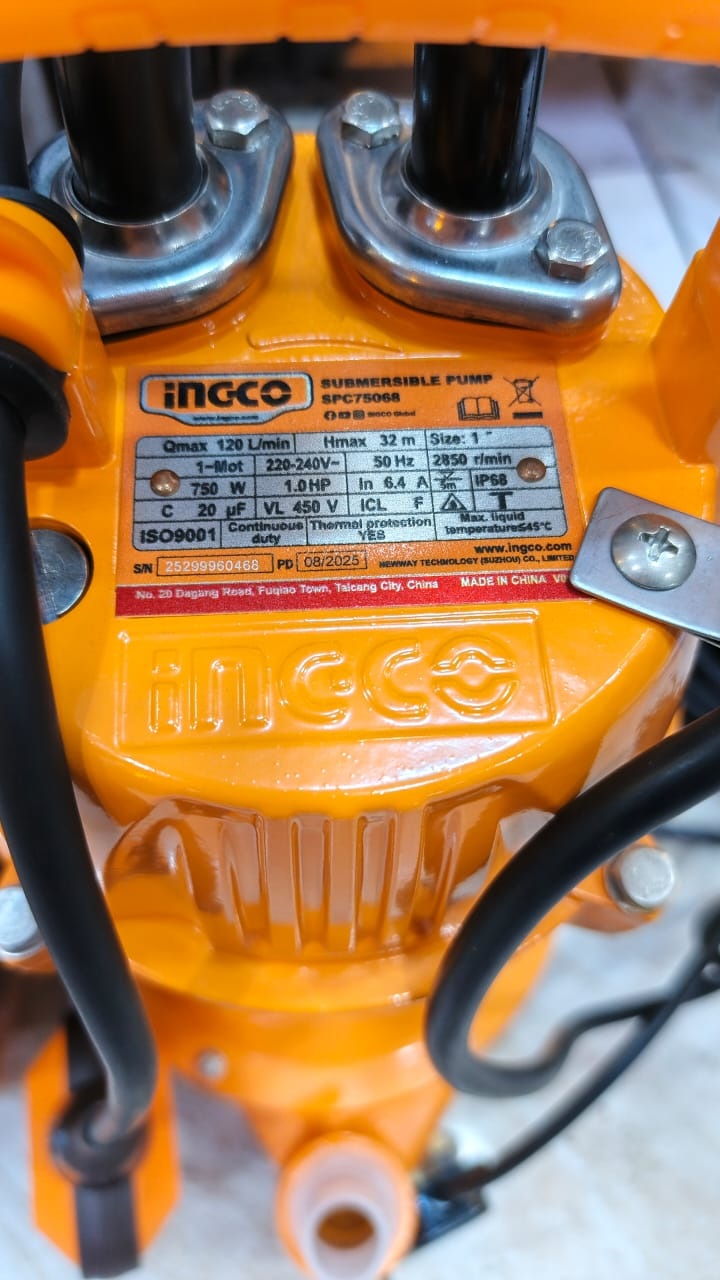 INGCO
www.ingco.com
SUBMERSIBLE PUMP
SPC75068
INGCO Global
Qmax 120 L/min Hmax 32 m Size: 1 "
1~Mot 220-240V~ 50 Hz 2850 r/min
750 W 1.0HP In 6.4 A 5m IP68
C 20 µF VL 450 V ICL F T
ISO9001 Continuous duty Thermal protection YES Max. liquid temperature≤45°C
www.ingco.com
S/N 25299960468 PD 08/2025 NEWWAY TECHNOLOGY (SUZHOU) CO., LIMITED
No. 20 Dagang Road, Fuqiao Town, Taicang City, China MADE IN CHINA
INGCO